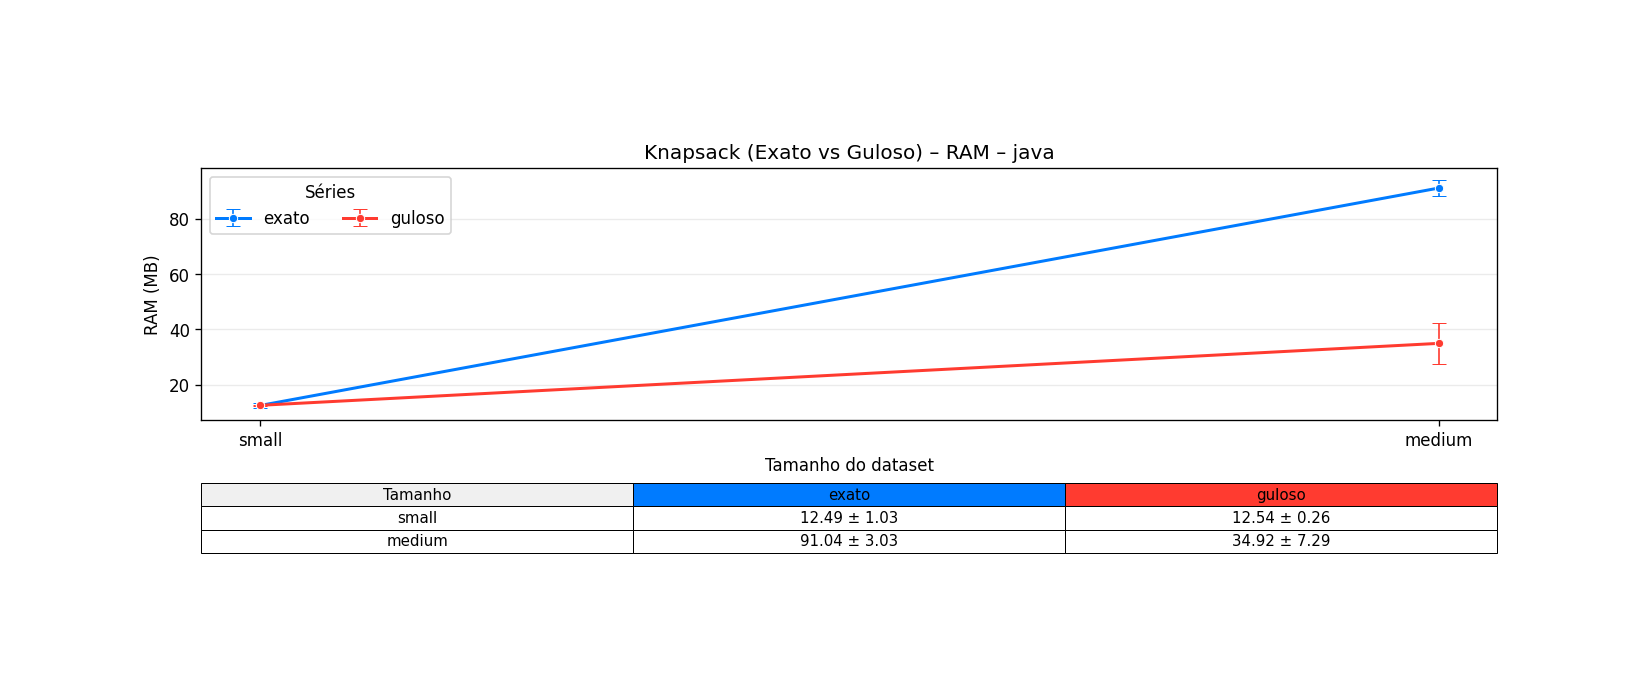 Knapsack (Exato vs Guloso) – RAM – java
Séries
exato guloso
RAM (MB)
80
60
40
20
small medium
Tamanho do dataset
Tamanho exato guloso
small 12.49 ± 1.03 12.54 ± 0.26
medium 91.04 ± 3.03 34.92 ± 7.29